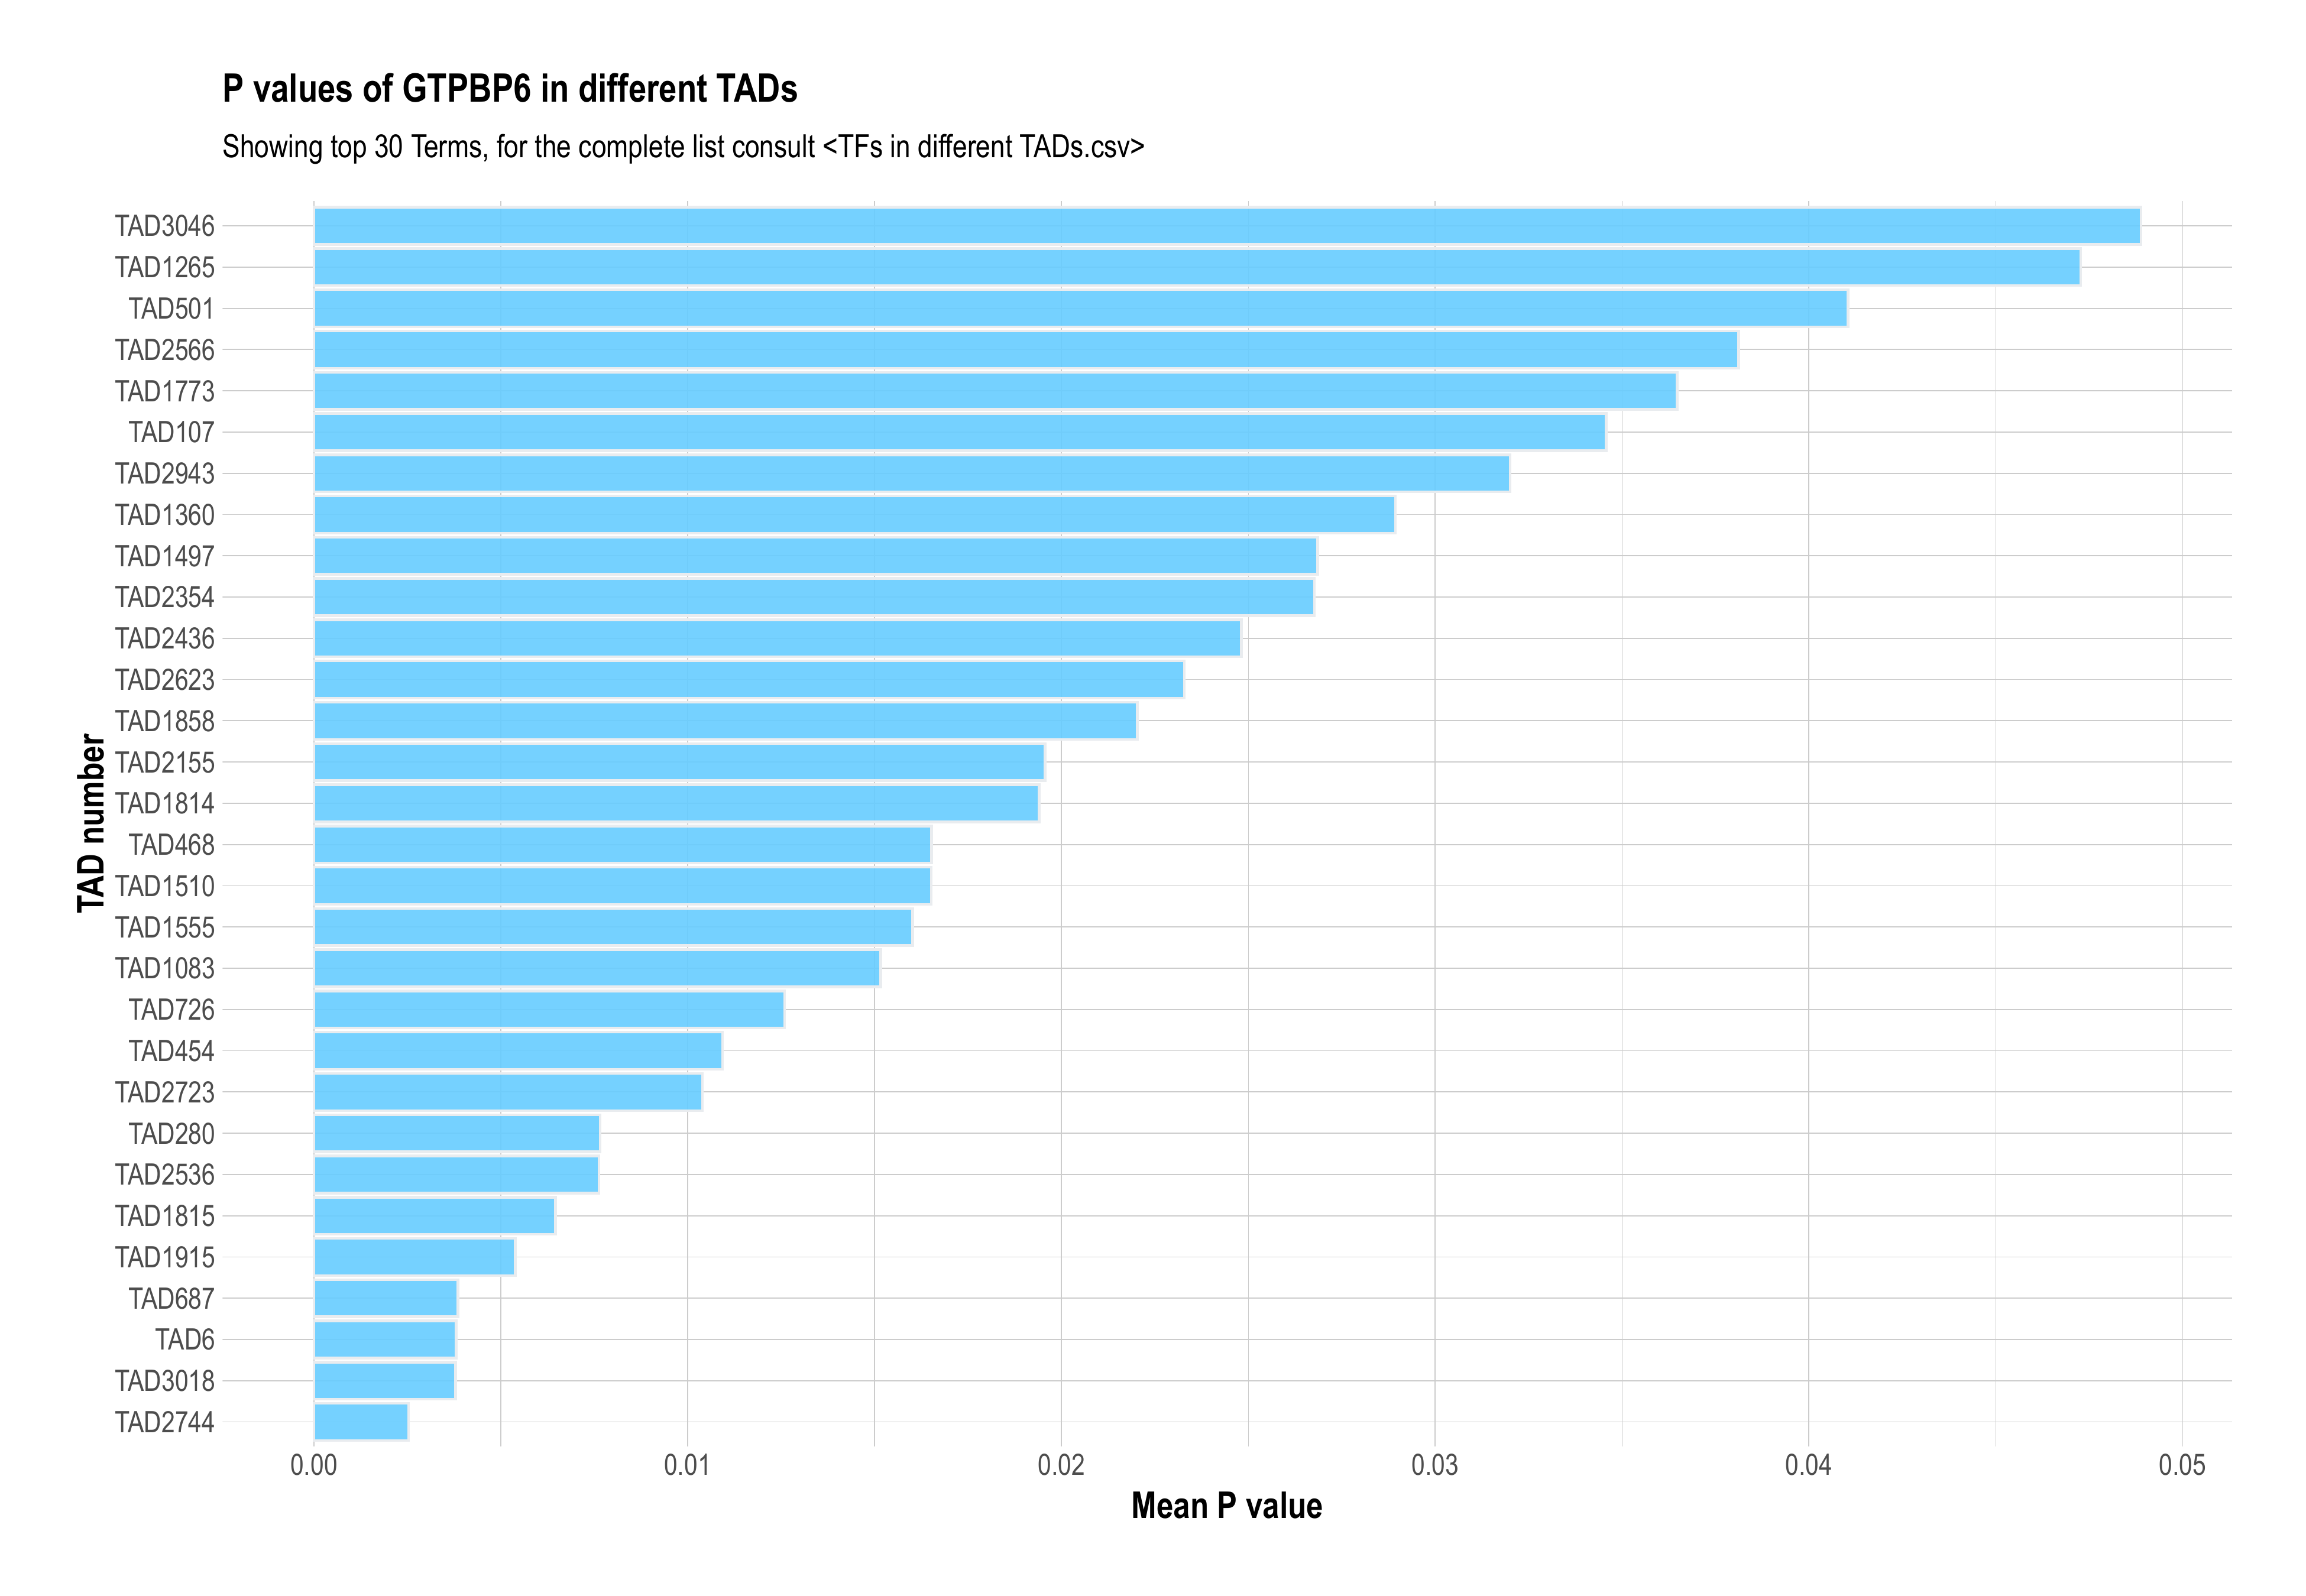 P values of GTPBP6 in different TADs
Showing top 30 Terms, for the complete list consult <TFs in different TADs.csv>
TAD number
TAD3046
TAD1265
TAD501
TAD2566
TAD1773
TAD107
TAD2943
TAD1360
TAD1497
TAD2354
TAD2436
TAD2623
TAD1858
TAD2155
TAD1814
TAD468
TAD1510
TAD1555
TAD1083
TAD726
TAD454
TAD2723
TAD280
TAD2536
TAD1815
TAD1915
TAD687
TAD6
TAD3018
TAD2744
0.00 0.01 0.02 0.03 0.04 0.05
Mean P value